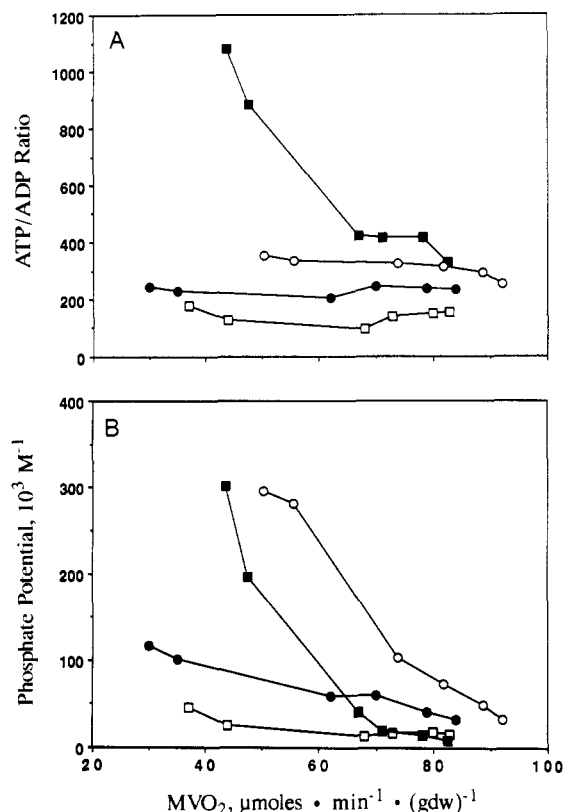 A
1200
1000
800
600
400
200
0
ATP/ADP Ratio
B
400
300
200
100
0
Phosphate Potential, 10³ M⁻¹
20 40 60 80 100
MVO₂, µmoles • min⁻¹ • (gdw)⁻¹